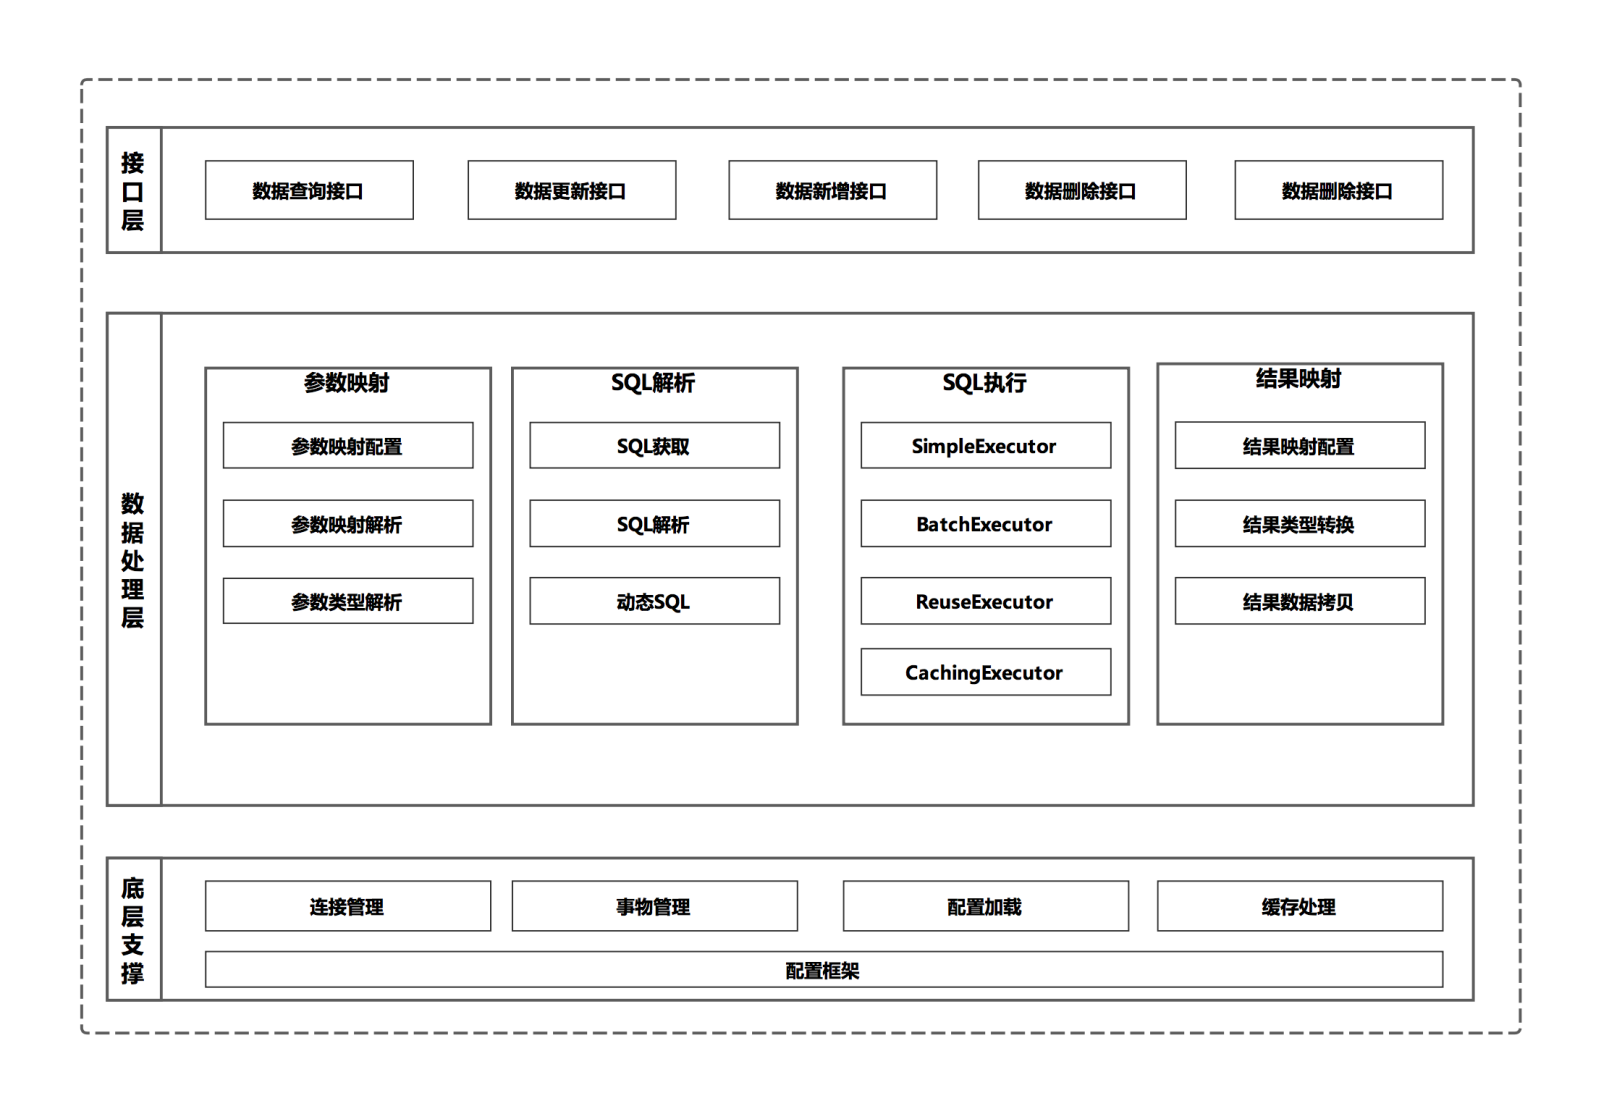 接口层
数据查询接口
数据更新接口
数据新增接口
数据删除接口
数据删除接口
数据处理层
参数映射
参数映射配置
参数映射解析
参数类型解析
SQL解析
SQL获取
SQL解析
动态SQL
SQL执行
SimpleExecutor
BatchExecutor
ReuseExecutor
CachingExecutor
结果映射
结果映射配置
结果类型转换
结果数据拷贝
底层支撑
连接管理
事物管理
配置加载
缓存处理
配置框架